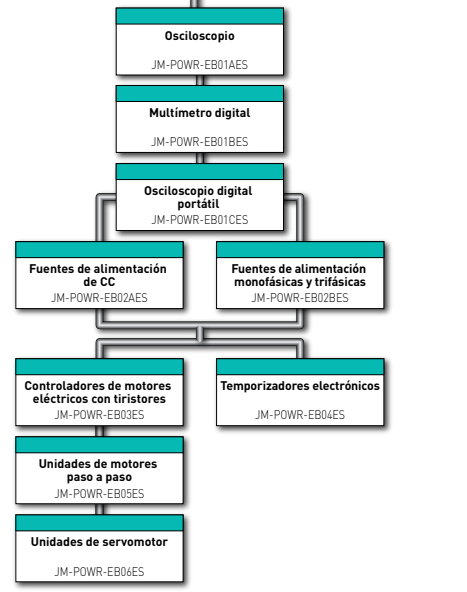 Osciloscopio
JM-POWR-EB01AES
Multímetro digital
JM-POWR-EB01BES
Osciloscopio digital
portátil
JM-POWR-EB01CES
Fuentes de alimentación
de CC
JM-POWR-EB02AES
Fuentes de alimentación
monofásicas y trifásicas
JM-POWR-EB02BES
Controladores de motores
eléctricos con tiristores
JM-POWR-EB03ES
Temporizadores electrónicos
JM-POWR-EB04ES
Unidades de motores
paso a paso
JM-POWR-EB05ES
Unidades de servomotor
JM-POWR-EB06ES